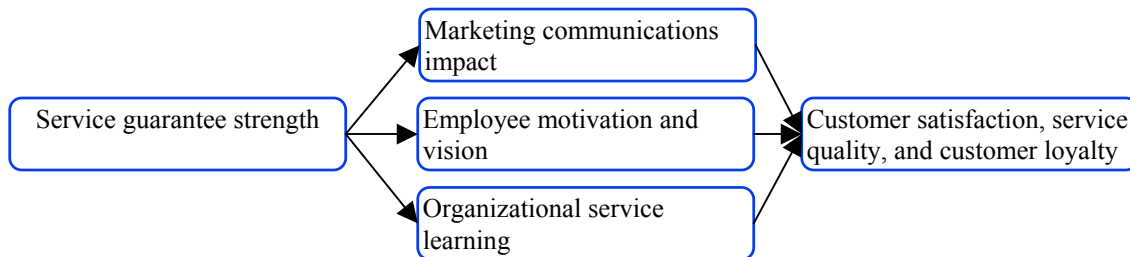 Marketing communications
impact
Service guarantee strength
Employee motivation and
vision
Customer satisfaction, service
quality, and customer loyalty
Organizational service
learning